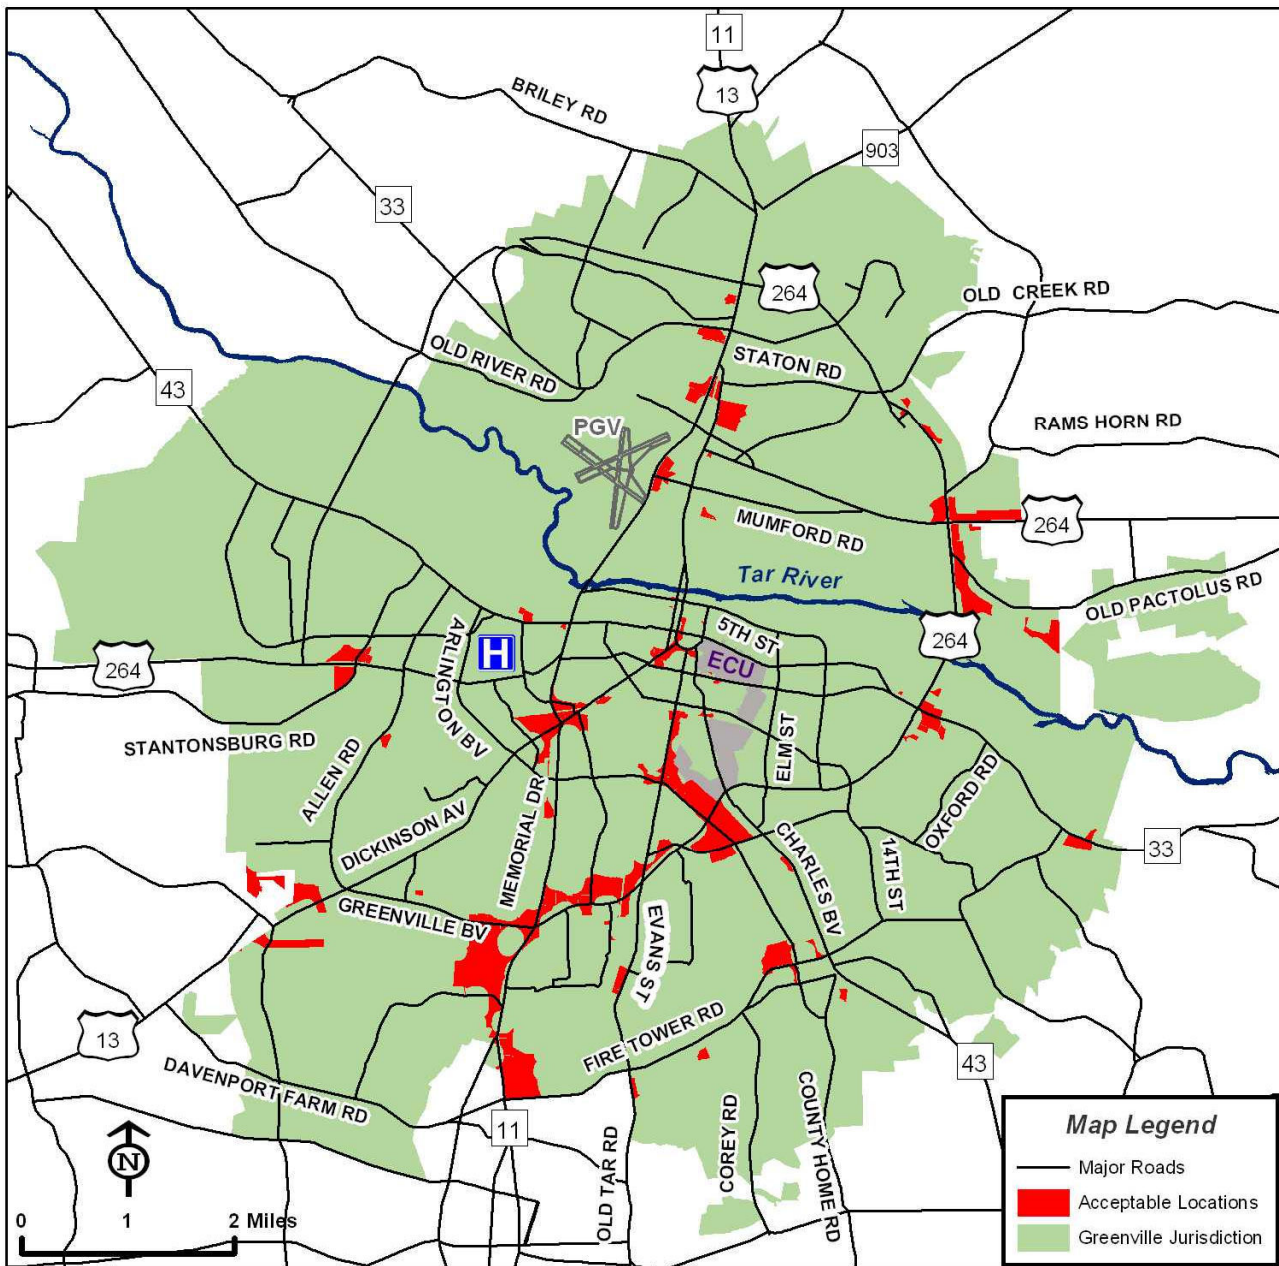 11
13
BRILEY RD
903
33
264
OLD CREEK RD
OLD RIVER RD
STATON RD
43
PGV
RAMS HORN RD
MUMFORD RD
264
Tar River
OLD PACTOLUS RD
5TH ST
264
ARLINGTON BV
H
ECU
264
STANTONSBURG RD
ELM ST
ALLEN RD
OXFORD RD
DICKINSON AV
MEMORIAL DR
CHARLES BV
14TH ST
33
GREENVILLE BV
EVANS ST
FIRE TOWER RD
13
43
DAVENPORT FARM RD
COREY RD
COUNTY HOME RD
11
OLD TAR RD
N
0 1 2 Miles
Map Legend
Major Roads
Acceptable Locations
Greenville Jurisdiction